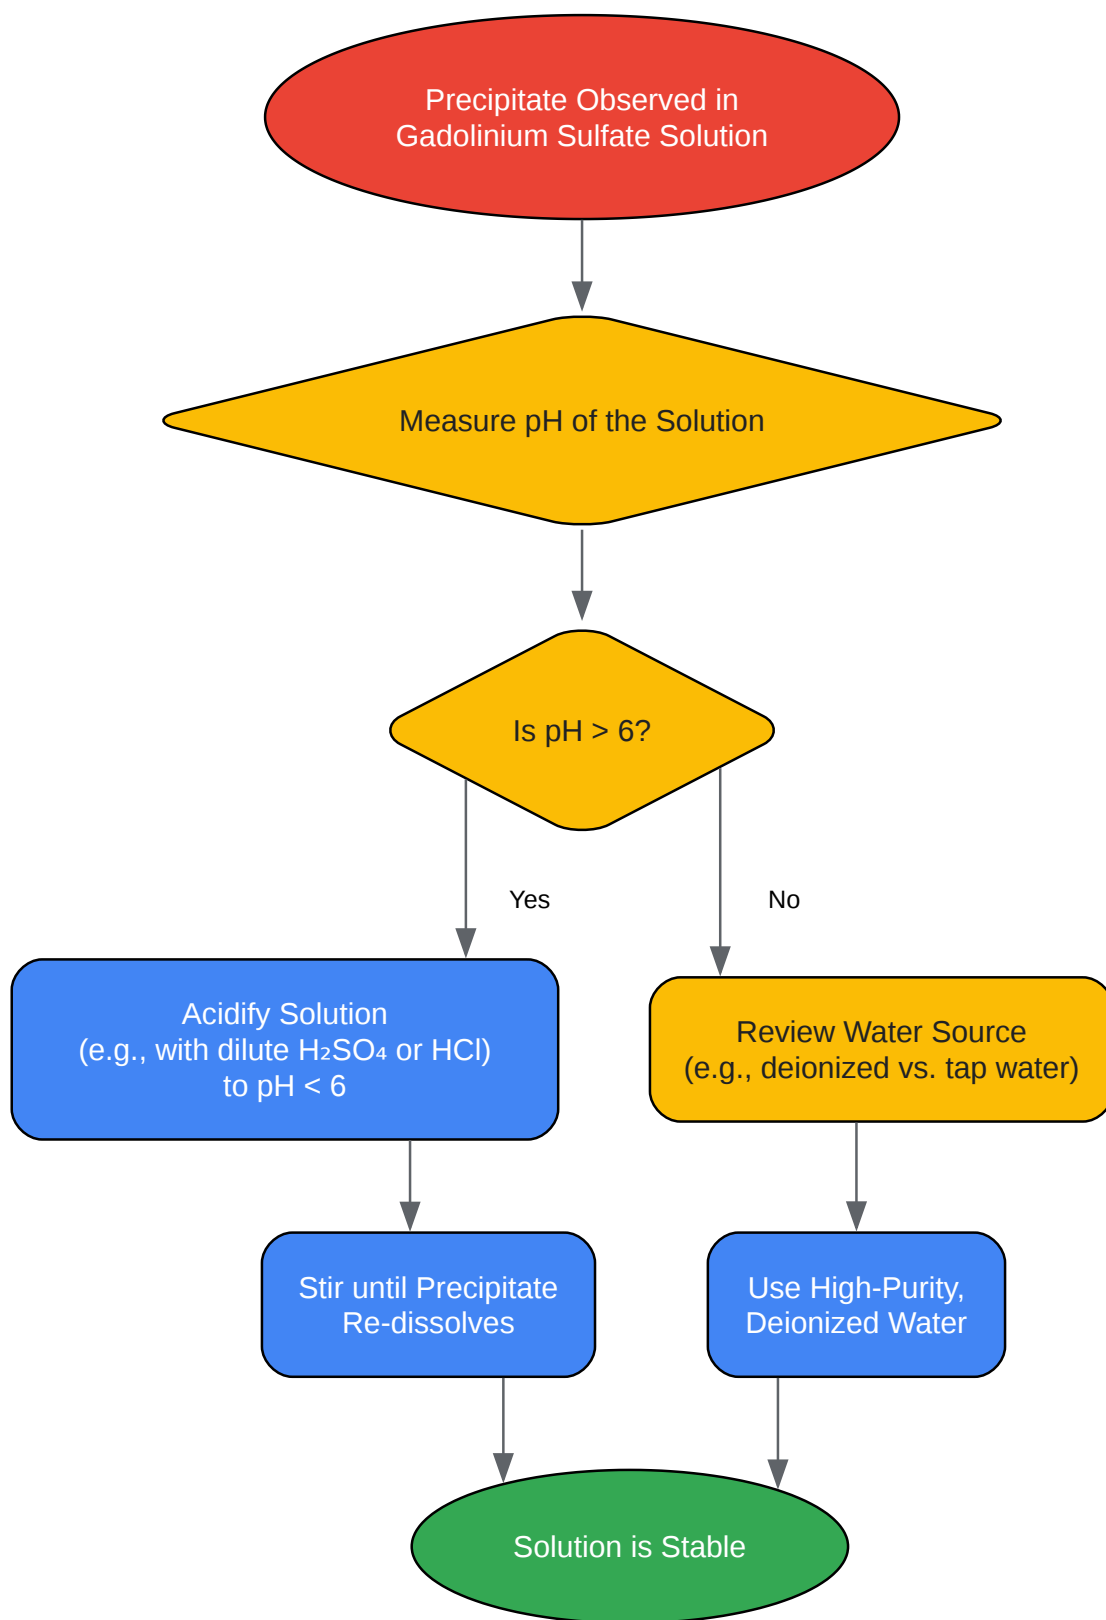 Precipitate Observed in
Gadolinium Sulfate Solution
Measure pH of the Solution
Is pH > 6?
Yes
No
Acidify Solution
(e.g., with dilute H₂SO₄ or HCl)
to pH < 6
Review Water Source
(e.g., deionized vs. tap water)
Stir until Precipitate
Re-dissolves
Use High-Purity,
Deionized Water
Solution is Stable